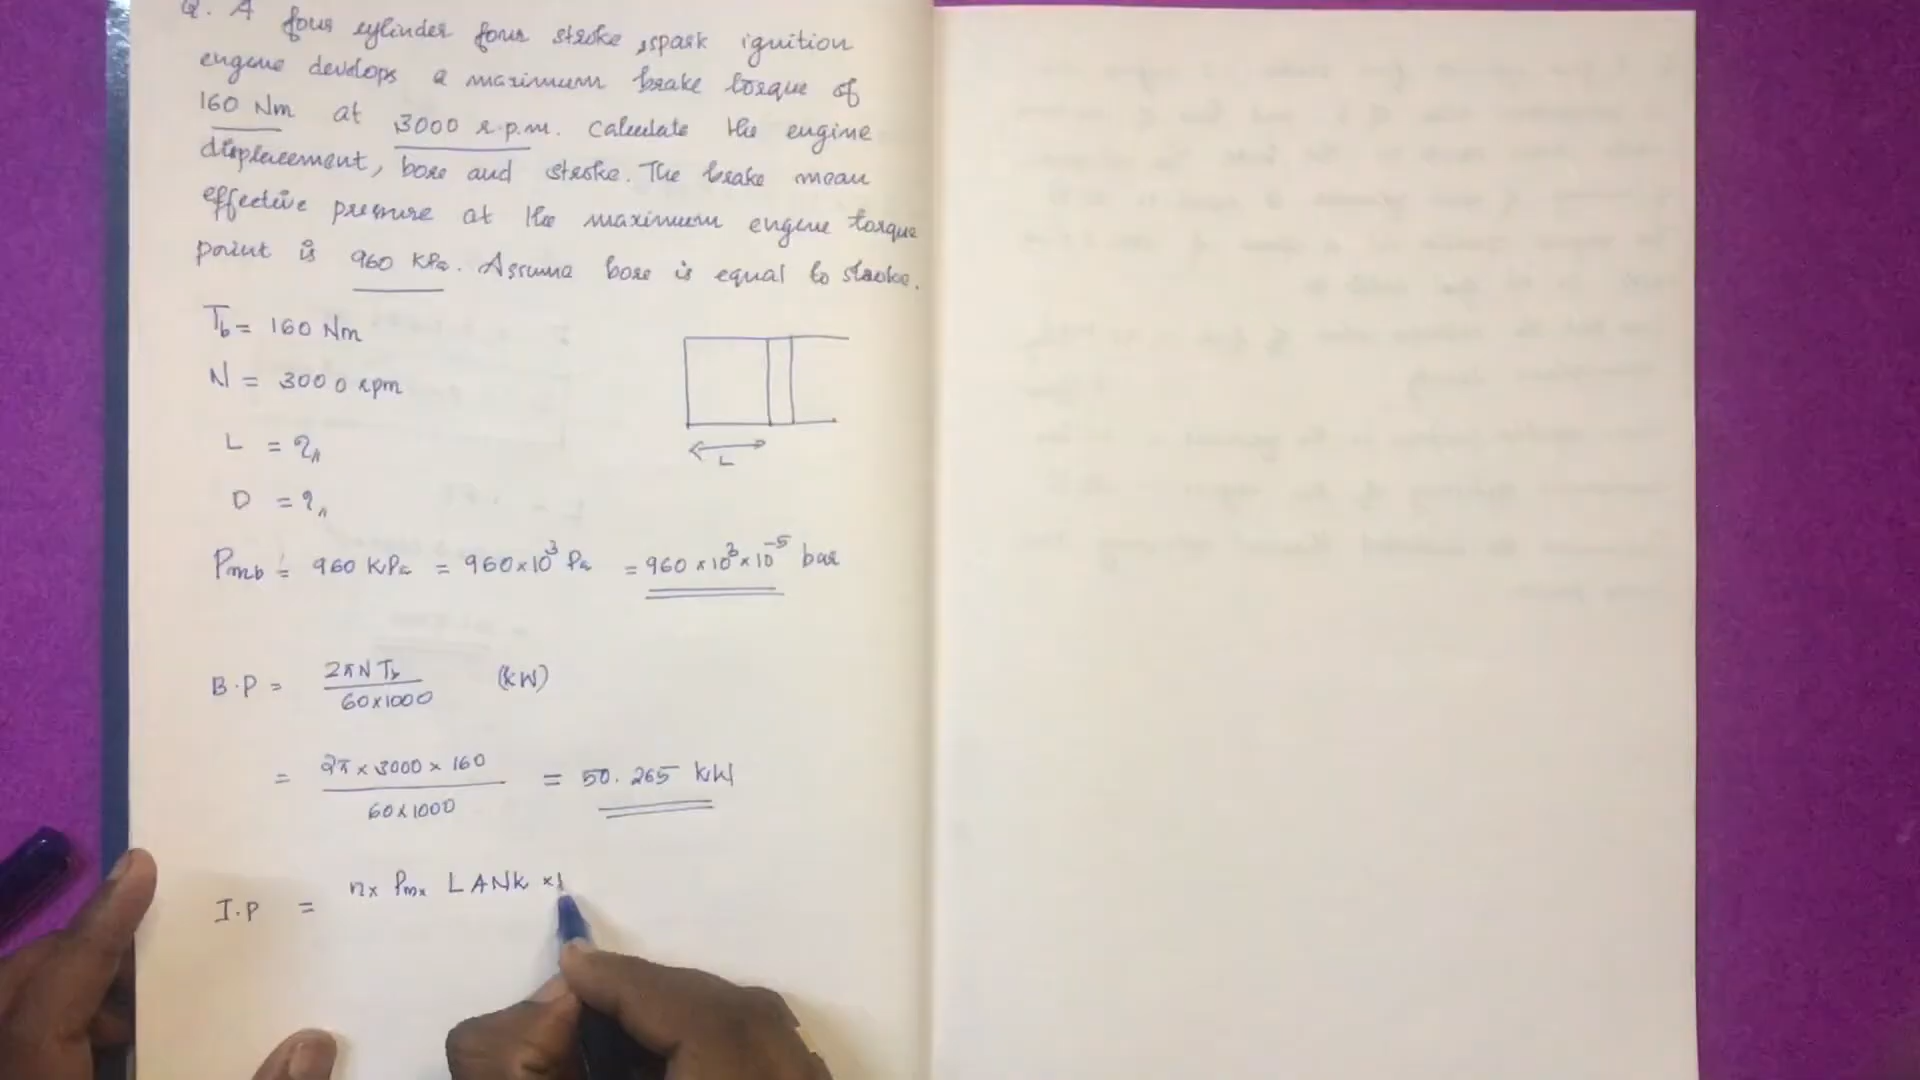 Q. A four cylinder four stroke, spark ignition
engine develops a maximum brake torque of
160 Nm at 3000 r.p.m. calculate the engine
displacement, bore and stroke. The brake mean
effective pressure at the maximum engine torque
point is 960 KPa. Assume bore is equal to stroke.
Tb = 160 Nm
N = 3000 rpm
L = ?
D = ?
L
Pmb = 960 KPa = 960×10³ Pa = 960×10³×10⁻⁵ bar
B.P = 2πNTb / 60×1000 (kW)
= 2π×3000×160 / 60×1000 = 50.265 kW
I.P = n× Pm× LANK ×1